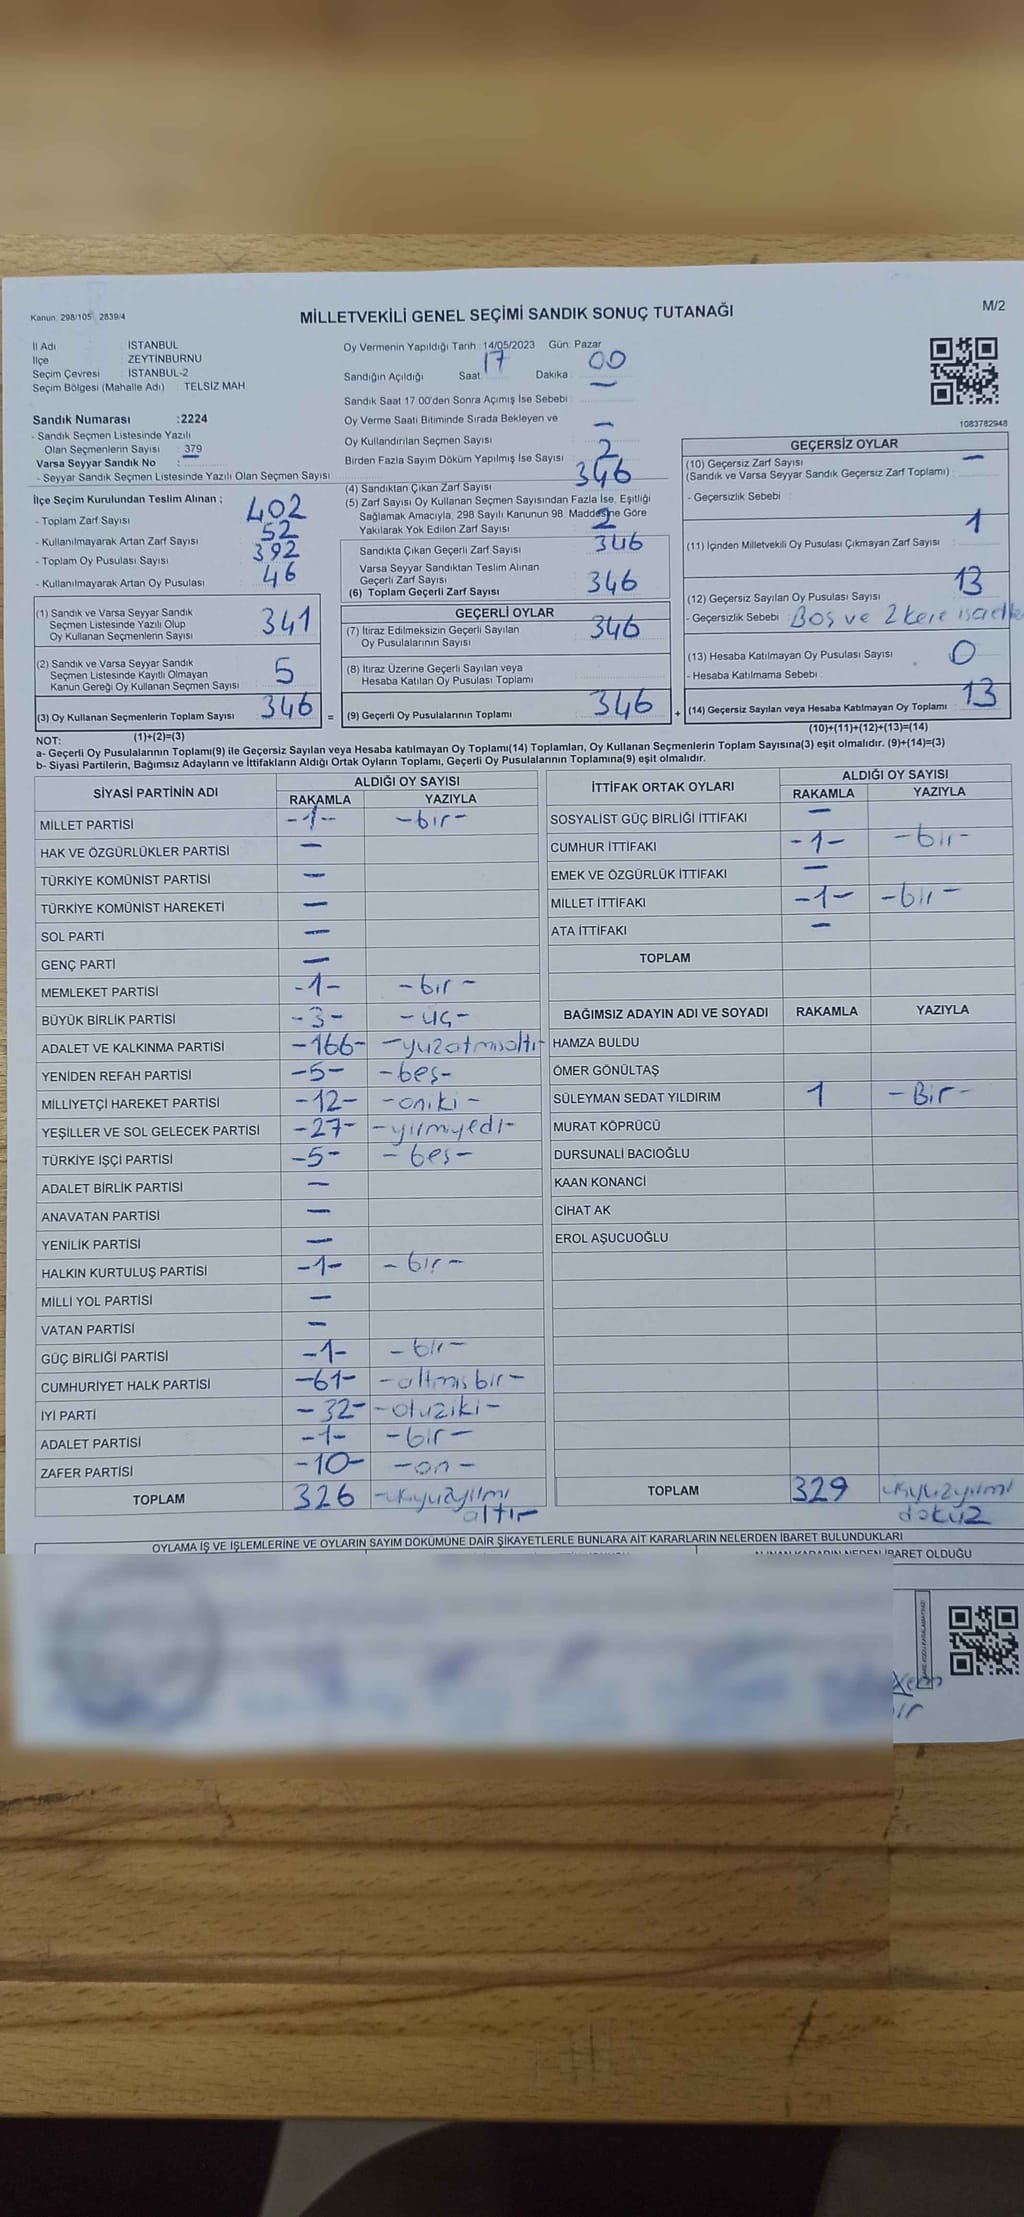 Kanun: 298/105 2839/4
MİLLETVEKİLİ GENEL SEÇİMİ SANDIK SONUÇ TUTANAĞI
M/2
İl Adı : İSTANBUL
İlçe : ZEYTİNBURNU
Seçim Çevresi : İSTANBUL-2
Seçim Bölgesi (Mahalle Adı) : TELSİZ MAH.
Sandık Numarası :2224
- Sandık Seçmen Listesinde Yazılı
Olan Seçmenlerin Sayısı : 379
Varsa Seyyar Sandık No : —
- Seyyar Sandık Seçmen Listesinde Yazılı Olan Seçmen Sayısı
İlçe Seçim Kurulundan Teslim Alınan ;
- Toplam Zarf Sayısı 402
- Kullanılmayarak Artan Zarf Sayısı 52
- Toplam Oy Pusulası Sayısı 392
- Kullanılmayarak Artan Oy Pusulası 46
(1) Sandık ve Varsa Seyyar Sandık
Seçmen Listesinde Yazılı Olup
Oy Kullanan Seçmenlerin Sayısı 341
(2) Sandık ve Varsa Seyyar Sandık
Seçmen Listesinde Kayıtlı Olmayan
Kanun Gereği Oy Kullanan Seçmen Sayısı 5
(3) Oy Kullanan Seçmenlerin Toplam Sayısı 346 =
(1)+(2)=(3)
Oy Vermenin Yapıldığı Tarih :14/05/2023 Gün: Pazar
Sandığın Açıldığı Saat: 17 Dakika : 00
Sandık Saat 17:00'den Sonra Açımış İse Sebebi : —
Oy Verme Saati Bitiminde Sırada Bekleyen ve
Oy Kullandırılan Seçmen Sayısı —
Birden Fazla Sayım Döküm Yapılmış İse Sayısı 2
(4) Sandıktan Çıkan Zarf Sayısı 346
(5) Zarf Sayısı Oy Kullanan Seçmen Sayısından Fazla İse, Eşitliği
Sağlamak Amacıyla, 298 Sayılı Kanunun 98. Maddesine Göre
Yakılarak Yok Edilen Zarf Sayısı 2
Sandıkta Çıkan Geçerli Zarf Sayısı 346
Varsa Seyyar Sandıktan Teslim Alınan
Geçerli Zarf Sayısı
(6) Toplam Geçerli Zarf Sayısı 346
GEÇERLİ OYLAR
(7) İtiraz Edilmeksizin Geçerli Sayılan
Oy Pusulalarının Sayısı 346
(8) İtiraz Üzerine Geçerli Sayılan veya
Hesaba Katılan Oy Pusulası Toplamı
(9) Geçerli Oy Pusulalarının Toplamı 346 +
1083782948
GEÇERSİZ OYLAR
(10) Geçersiz Zarf Sayısı —
(Sandık ve Varsa Seyyar Sandık Geçersiz Zarf Toplamı) :
- Geçersizlik Sebebi :
(11) İçinden Milletvekili Oy Pusulası Çıkmayan Zarf Sayısı 1
(12) Geçersiz Sayılan Oy Pusulası Sayısı 13
- Geçersizlik Sebebi : Boş ve 2 kere
(13) Hesaba Katılmayan Oy Pusulası Sayısı 0
- Hesaba Katılmama Sebebi :
(14) Geçersiz Sayılan veya Hesaba Katılmayan Oy Toplamı 13
(10)+(11)+(12)+(13)=(14)
NOT:
a- Geçerli Oy Pusulalarının Toplamı(9) ile Geçersiz Sayılan veya Hesaba katılmayan Oy Toplamı(14) Toplamları, Oy Kullanan Seçmenlerin Toplam Sayısına(3) eşit olmalıdır. (9)+(14)=(3)
b- Siyasi Partilerin, Bağımsız Adayların ve İttifakların Aldığı Ortak Oyların Toplamı, Geçerli Oy Pusulalarının Toplamına(9) eşit olmalıdır.
SİYASİ PARTİNİN ADI
ALDIĞI OY SAYISI
RAKAMLA YAZIYLA
MİLLET PARTİSİ -1- -bir-
HAK VE ÖZGÜRLÜKLER PARTİSİ —
TÜRKİYE KOMÜNİST PARTİSİ —
TÜRKİYE KOMÜNİST HAREKETİ —
SOL PARTİ —
GENÇ PARTİ —
MEMLEKET PARTİSİ -1- -bir-
BÜYÜK BİRLİK PARTİSİ -3- -üç-
ADALET VE KALKINMA PARTİSİ -166- -yüzatmışaltı-
YENİDEN REFAH PARTİSİ -5- -beş-
MİLLİYETÇİ HAREKET PARTİSİ -12- -oniki-
YEŞİLLER VE SOL GELECEK PARTİSİ -27- -yirmiyedi-
TÜRKİYE İŞÇİ PARTİSİ -5- -beş-
ADALET BİRLİK PARTİSİ —
ANAVATAN PARTİSİ —
YENİLİK PARTİSİ —
HALKIN KURTULUŞ PARTİSİ -1- -bir-
MİLLİ YOL PARTİSİ —
VATAN PARTİSİ —
GÜÇ BİRLİĞİ PARTİSİ -1- -bir-
CUMHURİYET HALK PARTİSİ -61- -altmışbir-
İYİ PARTİ -32- -otuziki-
ADALET PARTİSİ -1- -bir-
ZAFER PARTİSİ -10- -on-
TOPLAM 326 -üçyüzyirmi
altı-
İTTİFAK ORTAK OYLARI
ALDIĞI OY SAYISI
RAKAMLA YAZIYLA
SOSYALİST GÜÇ BİRLİĞİ İTTİFAKI —
CUMHUR İTTİFAKI -1- -bir-
EMEK VE ÖZGÜRLÜK İTTİFAKI —
MİLLET İTTİFAKI -1- -bir-
ATA İTTİFAKI —
TOPLAM
BAĞIMSIZ ADAYIN ADI VE SOYADI RAKAMLA YAZIYLA
HAMZA BULDU
ÖMER GÖNÜLTAŞ
SÜLEYMAN SEDAT YILDIRIM 1 -Bir-
MURAT KÖPRÜCÜ
DURSUNALİ BACIOĞLU
KAAN KONANCİ
CİHAT AK
EROL AŞUCUOĞLU
TOPLAM 329 üçyüzyirmi
dokuz
OYLAMA İŞ VE İŞLEMLERİNE VE OYLARIN SAYIM DÖKÜMÜNE DAİR ŞİKAYETLERLE BUNLARA AİT KARARLARIN NELERDEN İBARET BULUNDUKLARI
İBARET OLDUĞU